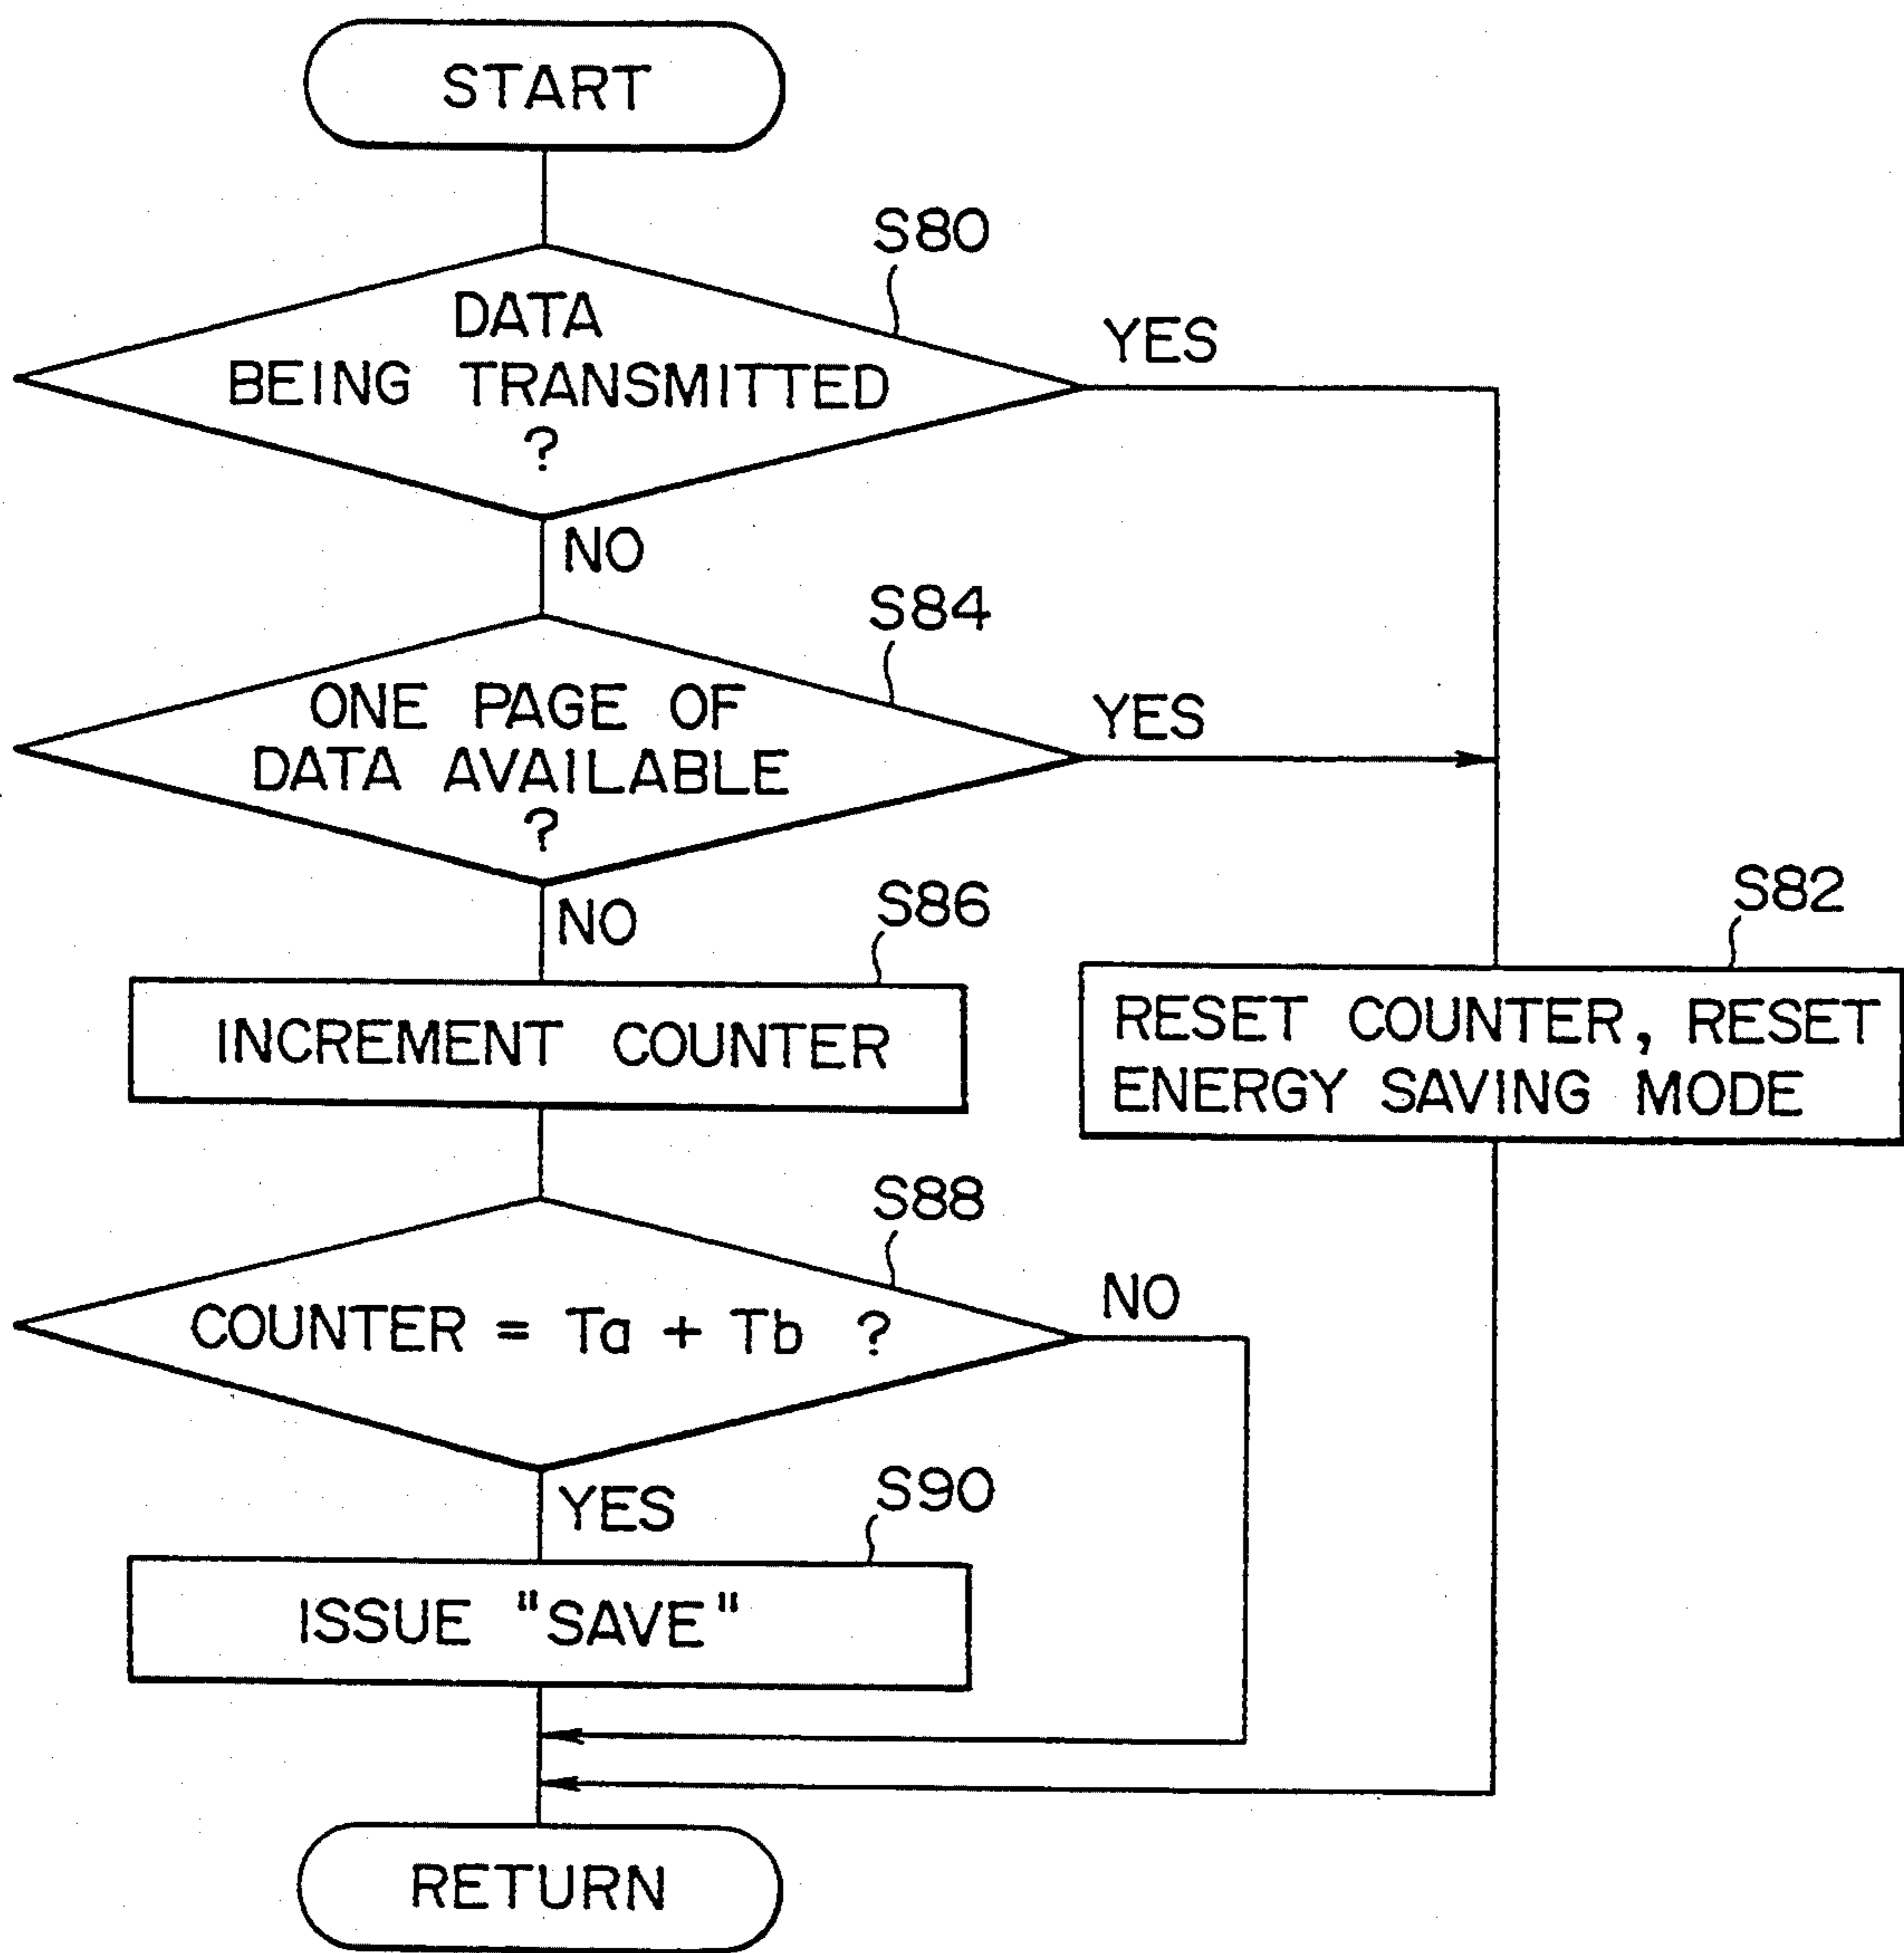 START
S80
DATA
BEING TRANSMITTED
?
YES
NO
S84
ONE PAGE OF
DATA AVAILABLE
?
YES
NO
S86
INCREMENT COUNTER
S82
RESET COUNTER, RESET
ENERGY SAVING MODE
S88
COUNTER = Ta + Tb ?
NO
YES
S90
ISSUE "SAVE"
RETURN